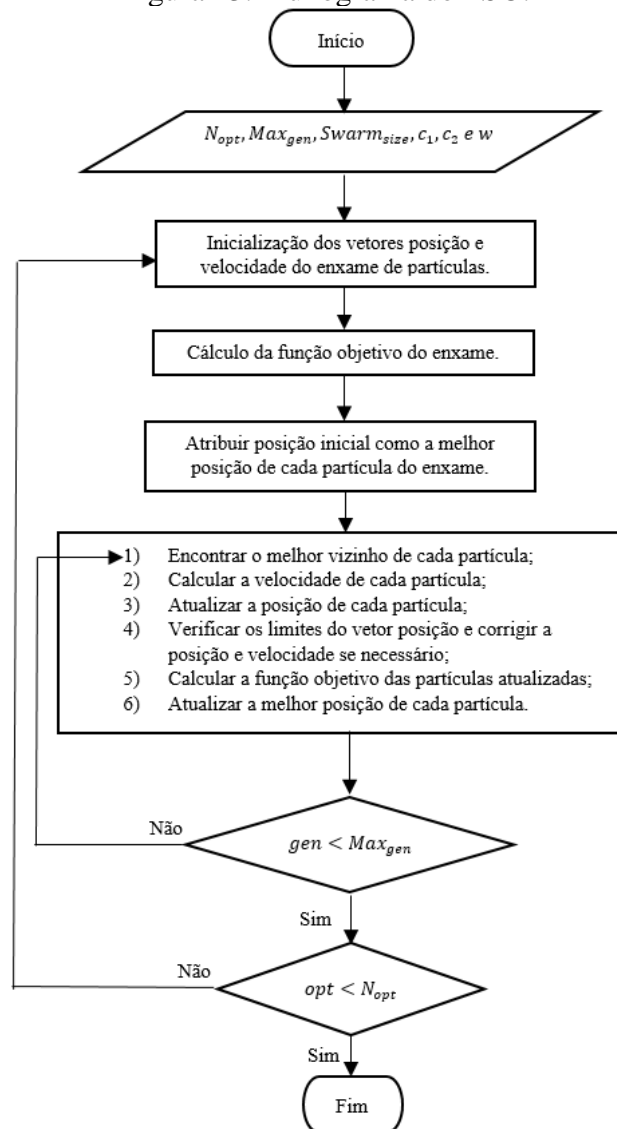 Início
N_opt, Max_gen, Swarm_size, c_1, c_2 e w
Inicialização dos vetores posição e
velocidade do enxame de partículas.
Cálculo da função objetivo do enxame.
Atribuir posição inicial como a melhor
posição de cada partícula do enxame.
1) Encontrar o melhor vizinho de cada partícula;
2) Calcular a velocidade de cada partícula;
3) Atualizar a posição de cada partícula;
4) Verificar os limites do vetor posição e corrigir a
posição e velocidade se necessário;
5) Calcular a função objetivo das partículas atualizadas;
6) Atualizar a melhor posição de cada partícula.
Não
gen < Max_gen
Sim
Não
opt < N_opt
Sim
Fim